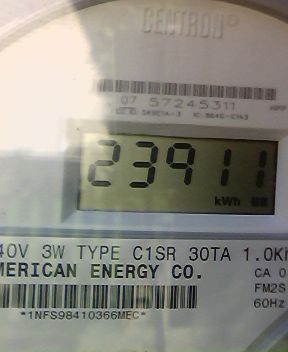 CENTRON®
07 57245311
23911
kWh
40V 3W TYPE C1SR 30TA 1.0Kh
MERICAN ENERGY CO.
CA 0
FM2S
60Hz
*1NFS98410366MEC*